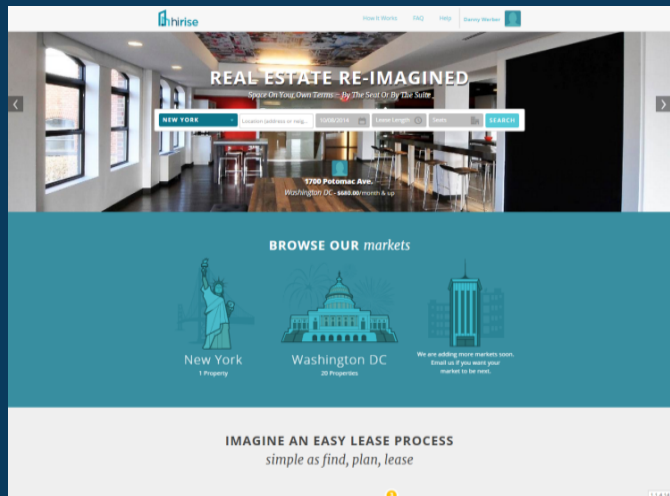 hirise
How It Works FAQ Help Danny Merkel
REAL ESTATE RE-IMAGINED
Space On Your Own Terms - By The Seat Or By The Suite
NEW YORK Location (address or neig... 10/08/2014 Lease Length Seats SEARCH
1700 Potomac Ave.
Washington DC - $680.00/month & up
BROWSE OUR markets
New York
1 Property
Washington DC
20 Properties
We are adding more markets soon.
Email us if you want your
market to be next.
IMAGINE AN EASY LEASE PROCESS
simple as find, plan, lease